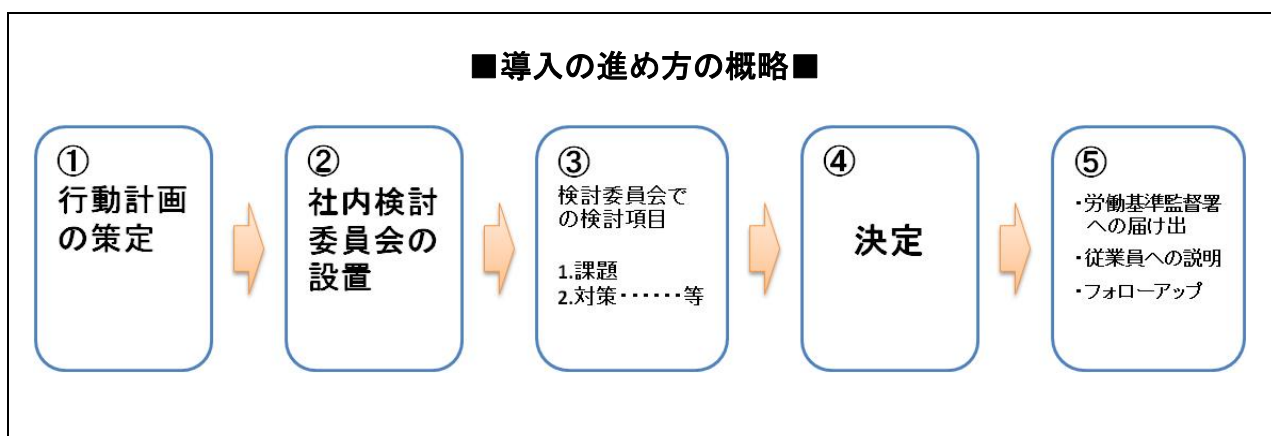 ■導入の進め方の概略■
①
行動計画
の策定
②
社内検討
委員会の
設置
③
検討委員会で
の検討項目
1.課題
2.対策‥‥‥等
④
決定
⑤
・労働基準監督署
への届け出
・従業員への説明
・フォローアップ